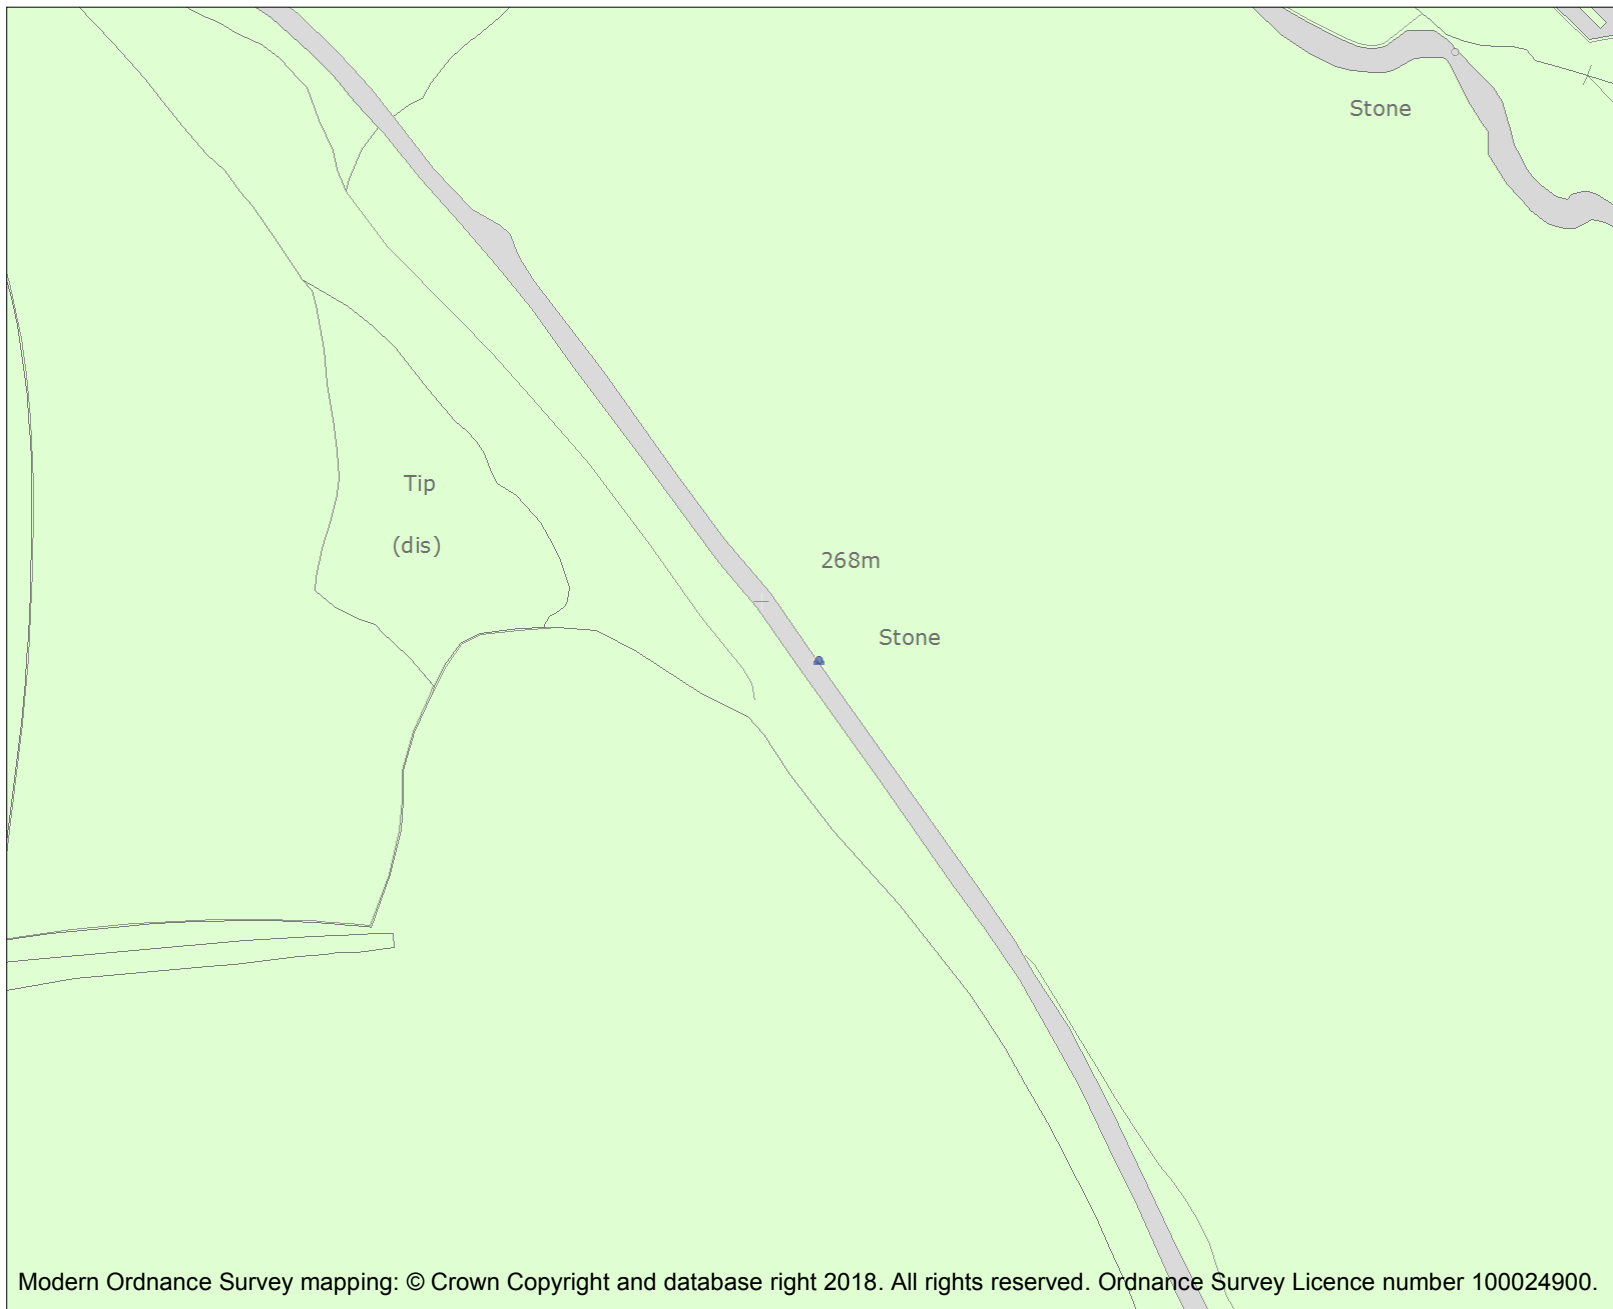 Stone
Tip
(dis)
268m
Stone
Modern Ordnance Survey mapping: © Crown Copyright and database right 2018. All rights reserved. Ordnance Survey Licence number 100024900.